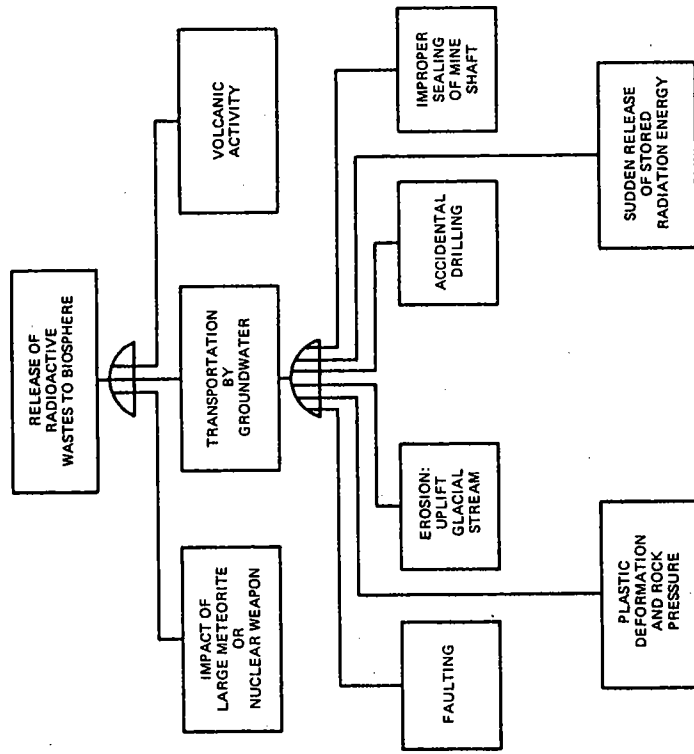 RELEASE OF
RADIOACTIVE
WASTES TO BIOSPHERE
IMPACT OF
LARGE METEORITE
OR
NUCLEAR WEAPON
TRANSPORTATION
BY
GROUNDWATER
VOLCANIC
ACTIVITY
FAULTING
EROSION:
UPLIFT
GLACIAL
STREAM
ACCIDENTAL
DRILLING
IMPROPER
SEALING
OF MINE
SHAFT
PLASTIC
DEFORMATION
AND ROCK
PRESSURE
SUDDEN RELEASE
OF STORED
RADIATION ENERGY